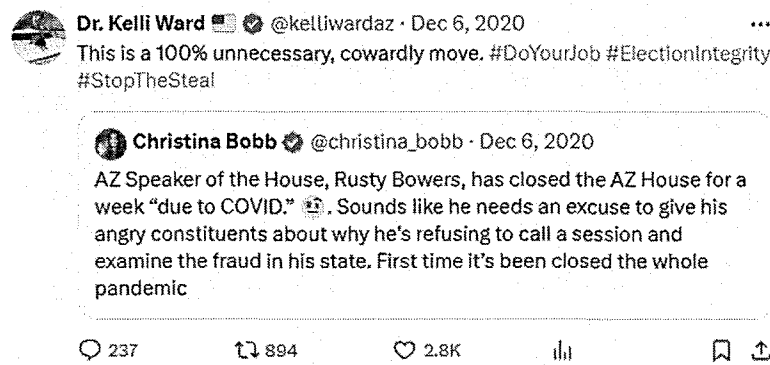 Dr. Kelli Ward 🇺🇸 @kelliwardaz · Dec 6, 2020
This is a 100% unnecessary, cowardly move. #DoYourJob #ElectionIntegrity
#StopTheSteal
Christina Bobb @christina_bobb · Dec 6, 2020
AZ Speaker of the House, Rusty Bowers, has closed the AZ House for a
week “due to COVID.” 🤨. Sounds like he needs an excuse to give his
angry constituents about why he's refusing to call a session and
examine the fraud in his state. First time it’s been closed the whole
pandemic
237 894 2.8K